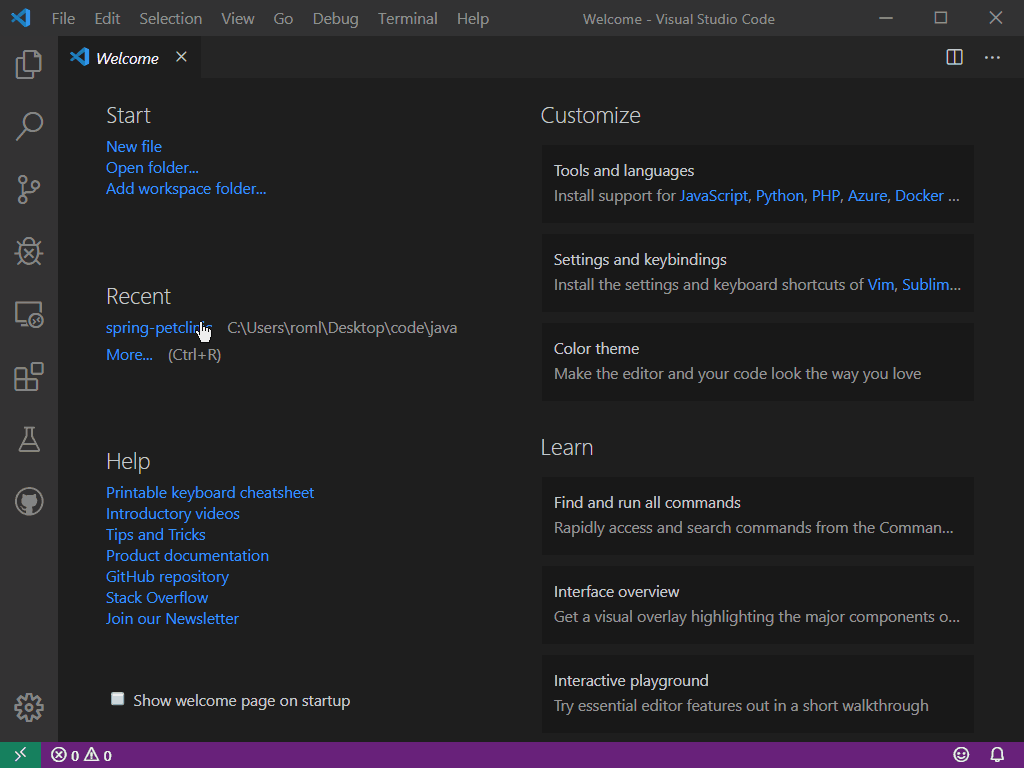 File Edit Selection View Go Debug Terminal Help Welcome - Visual Studio Code
Welcome
Start
New file
Open folder...
Add workspace folder...
Recent
spring-petclinic C:\Users\roml\Desktop\code\java
More... (Ctrl+R)
Help
Printable keyboard cheatsheet
Introductory videos
Tips and Tricks
Product documentation
GitHub repository
Stack Overflow
Join our Newsletter
Show welcome page on startup
Customize
Tools and languages
Install support for JavaScript, Python, PHP, Azure, Docker ...
Settings and keybindings
Install the settings and keyboard shortcuts of Vim, Sublim...
Color theme
Make the editor and your code look the way you love
Learn
Find and run all commands
Rapidly access and search commands from the Comman...
Interface overview
Get a visual overlay highlighting the major components o...
Interactive playground
Try essential editor features out in a short walkthrough
0 0